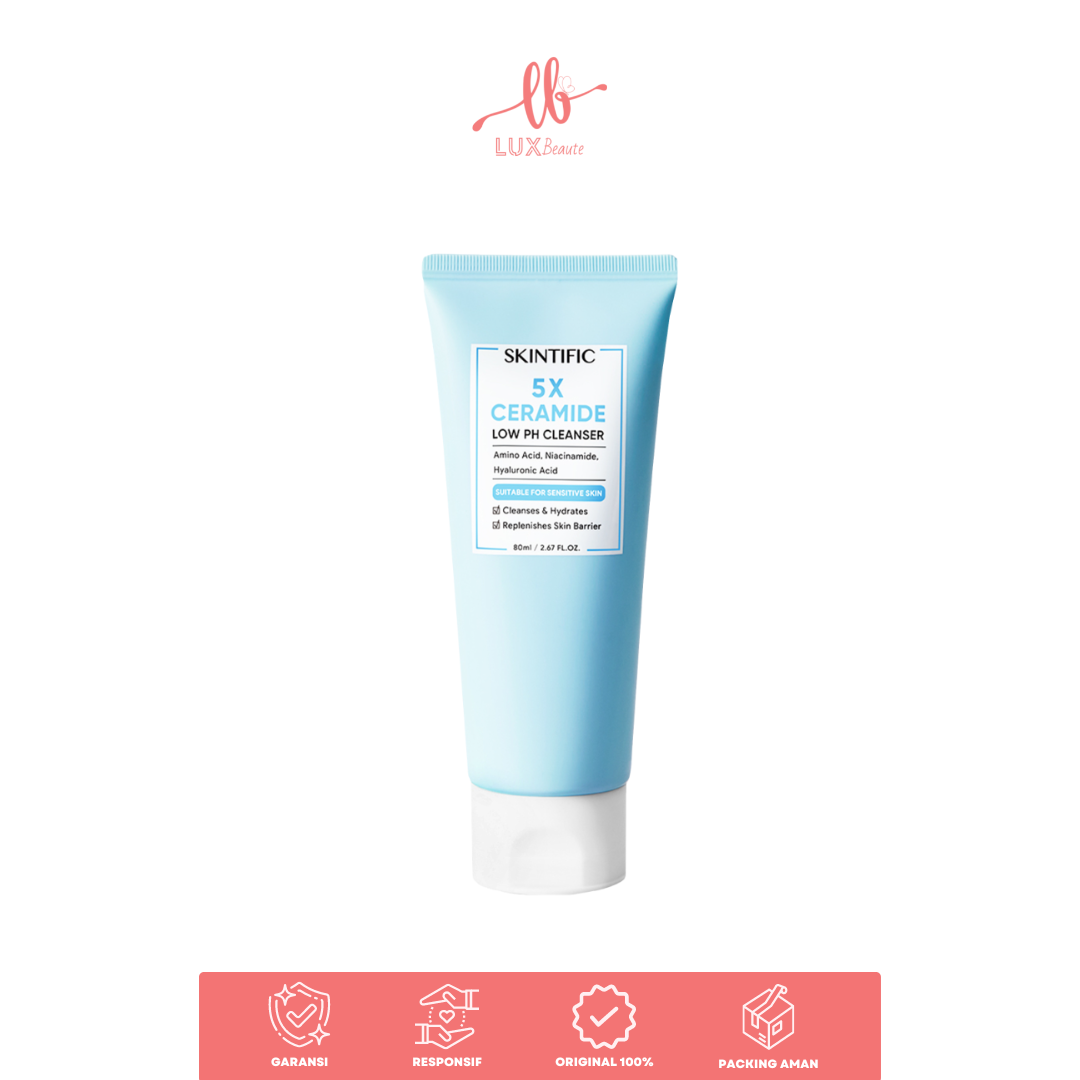 lb
LUX Beaute
SKINTIFIC
5X
CERAMIDE
LOW PH CLEANSER
Amino Acid, Niacinamide,
Hyaluronic Acid
SUITABLE FOR SENSITIVE SKIN
Cleanses & Hydrates
Replenishes Skin Barrier
80ml / 2.67 FL.OZ.
GARANSI
RESPONSIF
ORIGINAL 100%
PACKING AMAN